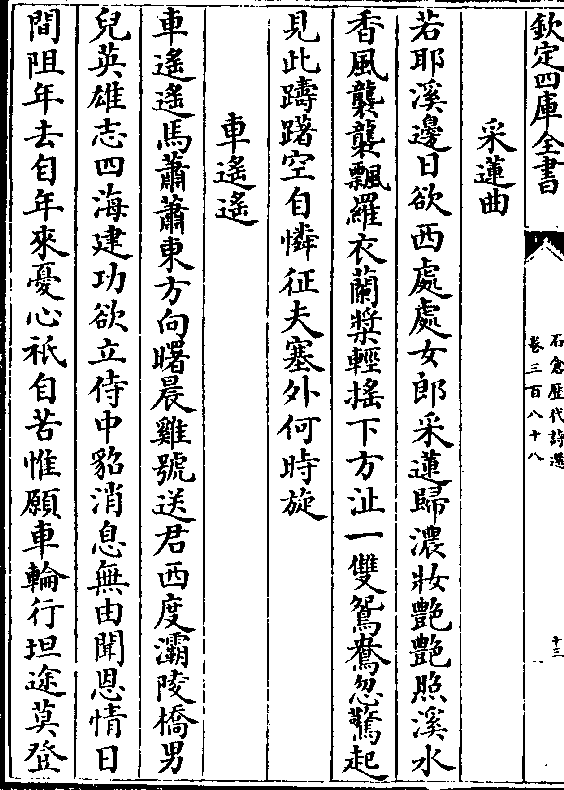 欽定四庫全書
石倉歷代詩選
卷三百八十八
十三
采蓮曲
若耶溪邊日欲西處處女郎采蓮歸濃妝艷艷照溪水
香風襲襲飄羅衣蘭槳輕搖下方沚一雙鴛鴦忽驚起
見此躊躇空自憐征夫塞外何時旋
車遙遙
車遙遙馬蕭蕭東方向曙晨雞號送君西度灞陵橋男
兒英雄志四海建功欲立侍中貂消息無由聞恩情日
間阻年去自年來憂心祇自苦惟願車輪行坦途莫登